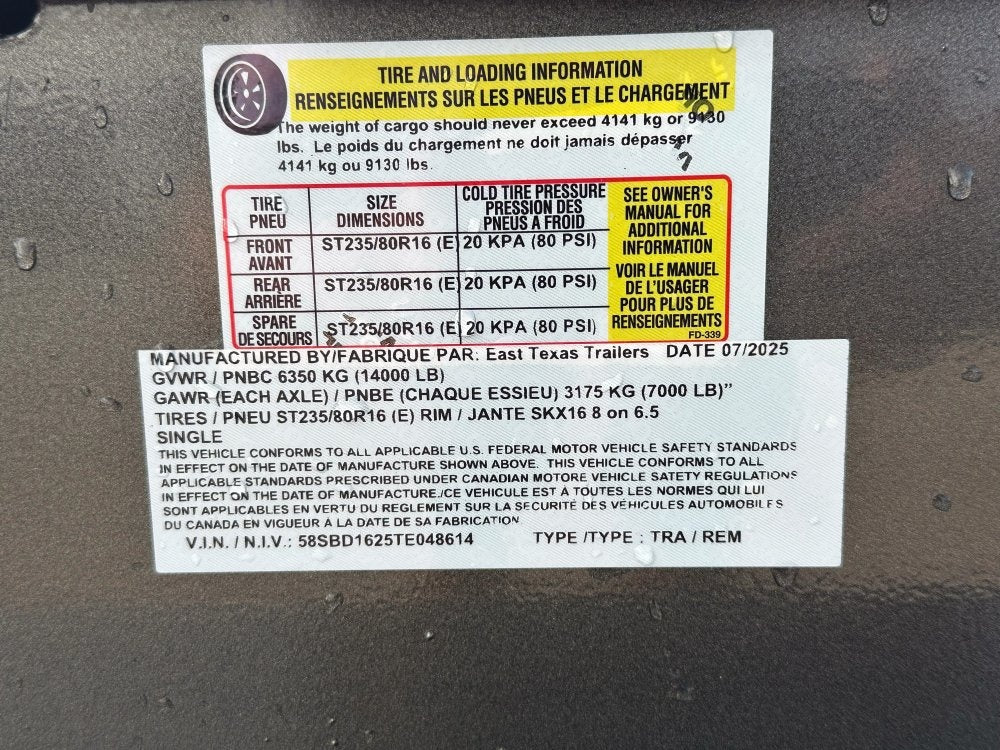 TIRE AND LOADING INFORMATION
RENSEIGNEMENTS SUR LES PNEUS ET LE CHARGEMENT
The weight of cargo should never exceed 4141 kg or 9130
lbs. Le poids du chargement ne doit jamais dépasser
4141 kg ou 9130 lbs.
TIRE PNEU
SIZE DIMENSIONS
COLD TIRE PRESSURE PRESSION DES PNEUS A FROID
FRONT AVANT
ST235/80R16 (E)
20 KPA (80 PSI)
REAR ARRIÈRE
ST235/80R16 (E)
20 KPA (80 PSI)
SPARE DE SECOURS
ST235/80R16 (E)
20 KPA (80 PSI)
SEE OWNER'S
MANUAL FOR
ADDITIONAL
INFORMATION
VOIR LE MANUEL
DE L'USAGER
POUR PLUS DE
RENSEIGNEMENTS
FD-339
MANUFACTURED BY/FABRIQUE PAR: East Texas Trailers DATE 07/2025
GVWR / PNBC 6350 KG (14000 LB)
GAWR (EACH AXLE) / PNBE (CHAQUE ESSIEU) 3175 KG (7000 LB)”
TIRES / PNEU ST235/80R16 (E) RIM / JANTE SKX16 8 on 6.5
SINGLE
THIS VEHICLE CONFORMS TO ALL APPLICABLE U.S. FEDERAL MOTOR VEHICLE SAFETY STANDARDS
IN EFFECT ON THE DATE OF MANUFACTURE SHOWN ABOVE. THIS VEHICLE CONFORMS TO ALL
APPLICABLE STANDARDS PRESCRIBED UNDER CANADIAN MOTORE VEHICLE SAFETY REGULATIONS
IN EFFECT ON THE DATE OF MANUFACTURE./CE VEHICULE EST À TOUTES LES NORMES QUI LUI
SONT APPLICABLES EN VERTU DU REGLEMENT SUR LA SECURITÉ DES VÉHICULES AUTOMOBILES
DU CANADA EN VIGUEUR À LA DATE DE SA FABRICATION
V.I.N. / N.I.V.: 58SBD1625TE048614 TYPE /TYPE : TRA / REM